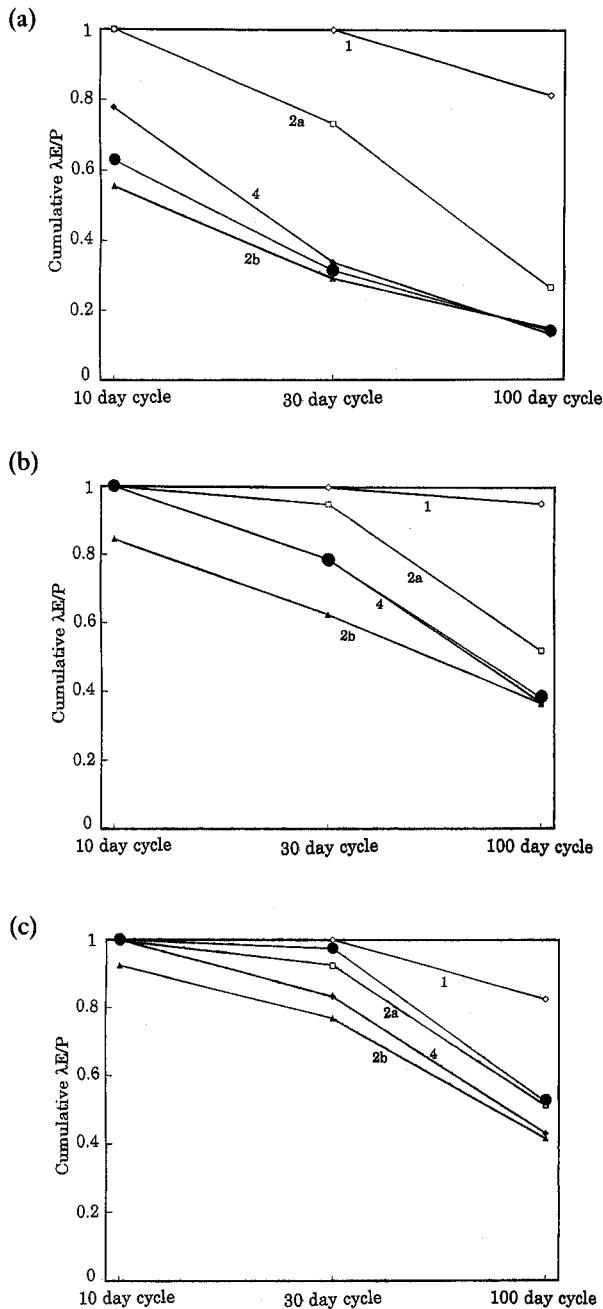 (a)
1
0.8
0.6
0.4
0.2
0
Cumulative λE/P
1
2a
4
2b
10 day cycle
30 day cycle
100 day cycle
(b)
1
0.8
0.6
0.4
0.2
0
Cumulative λE/P
1
2a
4
2b
10 day cycle
30 day cycle
100 day cycle
(c)
1
0.8
0.6
0.4
0.2
0
Cumulative λE/P
1
2a
4
2b
10 day cycle
30 day cycle
100 day cycle